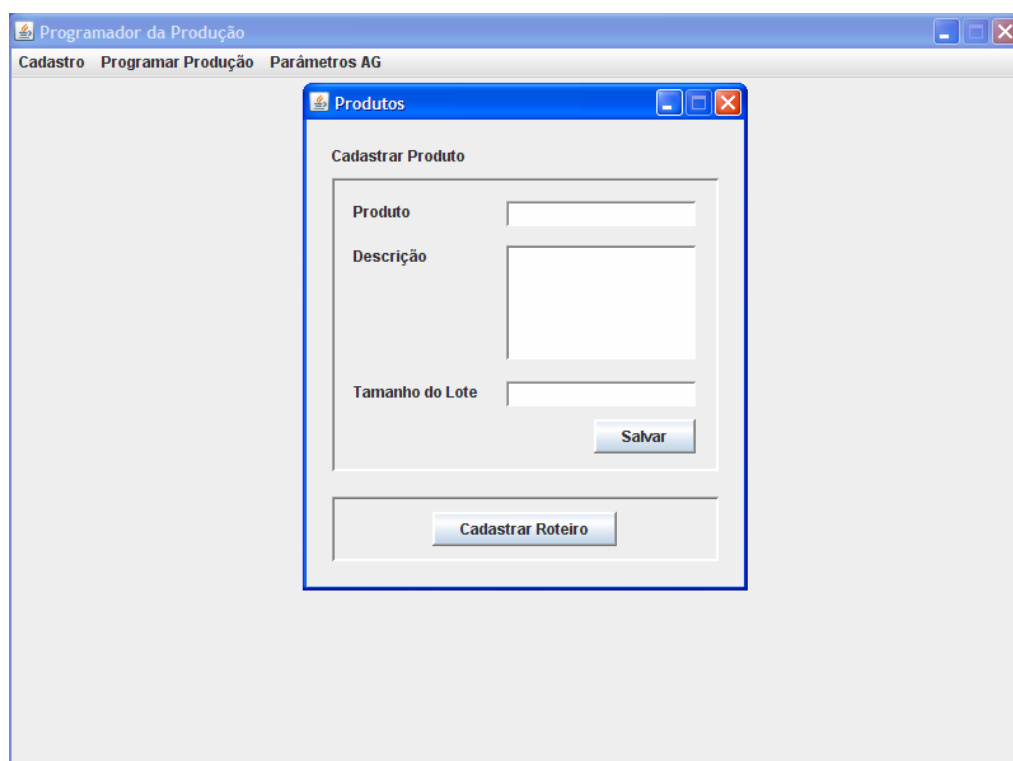 Programador da Produção
Cadastro Programar Produção Parâmetros AG
Produtos
Cadastrar Produto
Produto
Descrição
Tamanho do Lote
Salvar
Cadastrar Roteiro